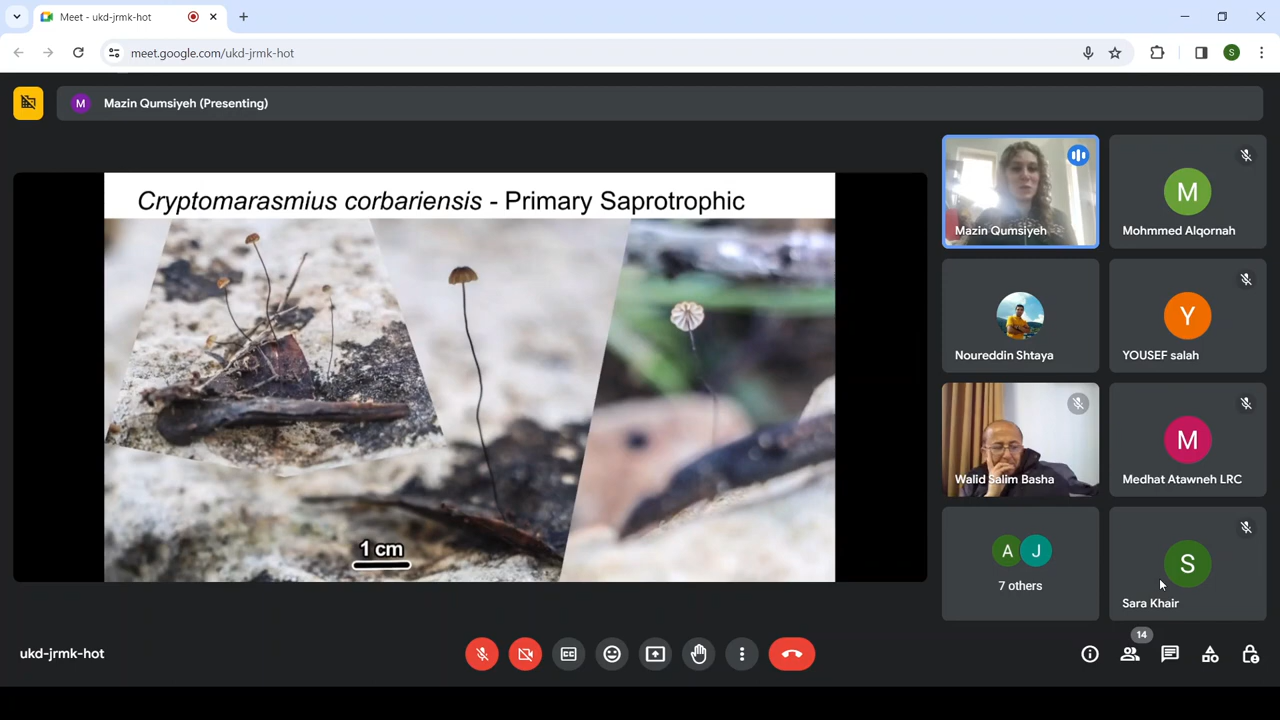 Meet - ukd-jrmk-hot
meet.google.com/ukd-jrmk-hot
S
M
Mazin Qumsiyeh (Presenting)
Cryptomarasmius corbariensis - Primary Saprotrophic
1 cm
Mazin Qumsiyeh
M
Mohmmed Alqornah
Noureddin Shtaya
Y
YOUSEF salah
Walid Salim Basha
M
Medhat Atawneh LRC
A
J
7 others
S
Sara Khair
ukd-jrmk-hot
CC
14